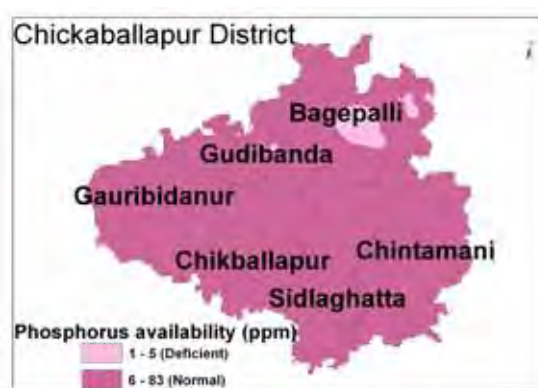 Chickaballapur District
Bagepalli
Gudibanda
Gauribidanur
Chintamani
Chikballapur
Sidlaghatta
Phosphorus availability (ppm)
1 - 5 (Deficient)
6 - 83 (Normal)